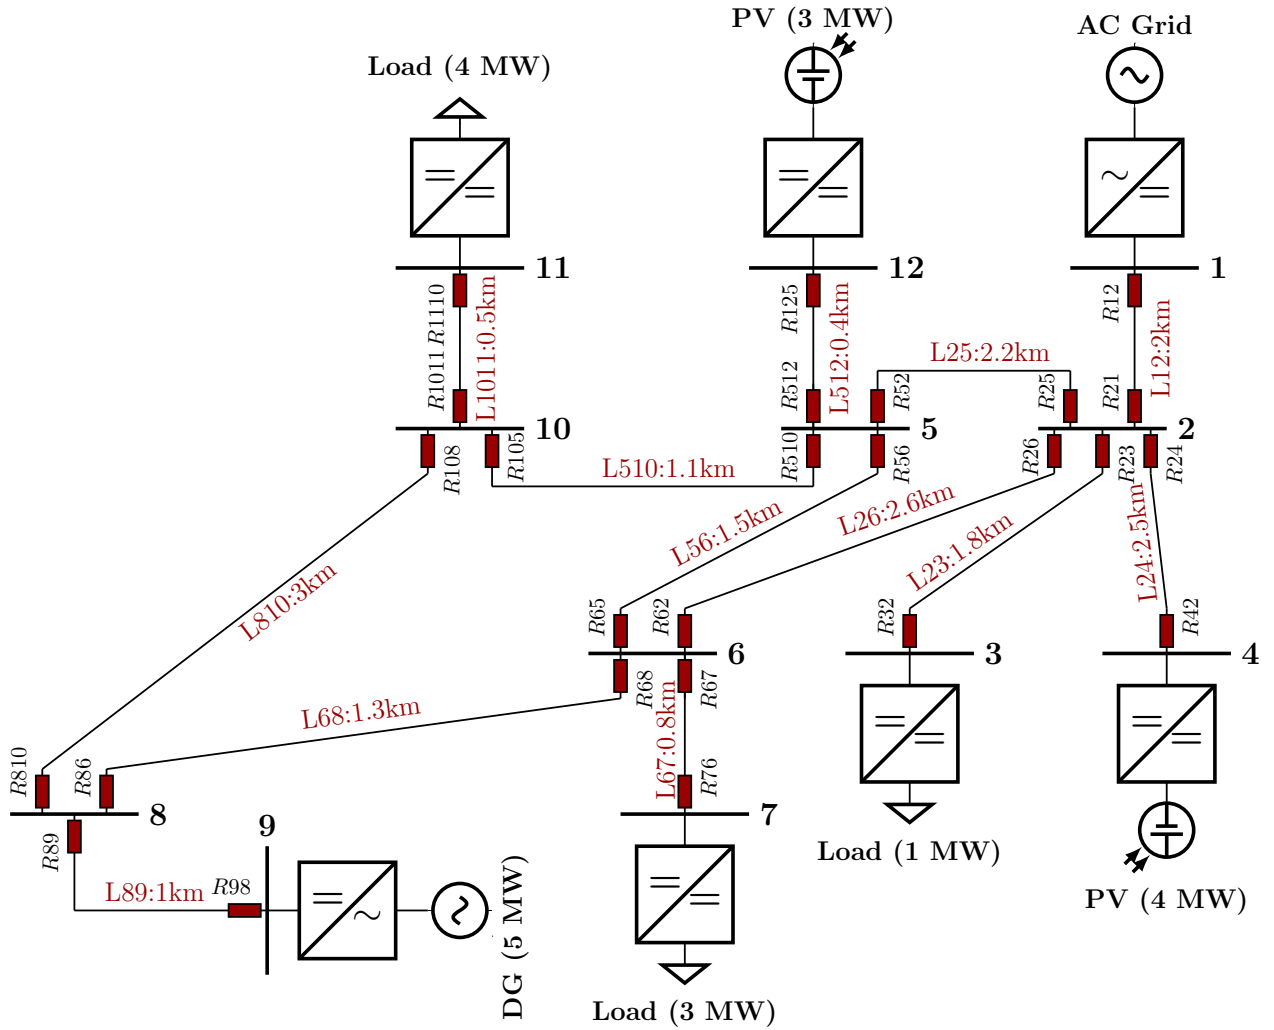 PV (3 MW)
AC Grid
Load (4 MW)
11
12
1
R1110
L1011:0.5km
R1011
R125
L512:0.4km
R512
R12
L12:2km
R21
L25:2.2km
R52
R25
10
5
2
R108
R105
L510:1.1km
R510
R56
R26
R23
R24
L56:1.5km
L26:2.6km
L23:1.8km
L24:2.5km
L810:3km
R65
R62
R32
R42
6
3
4
R68
R67
L68:1.3km
L67:0.8km
R810
R86
R76
8
9
7
R89
L89:1km
R98
DG (5 MW)
Load (1 MW)
PV (4 MW)
Load (3 MW)